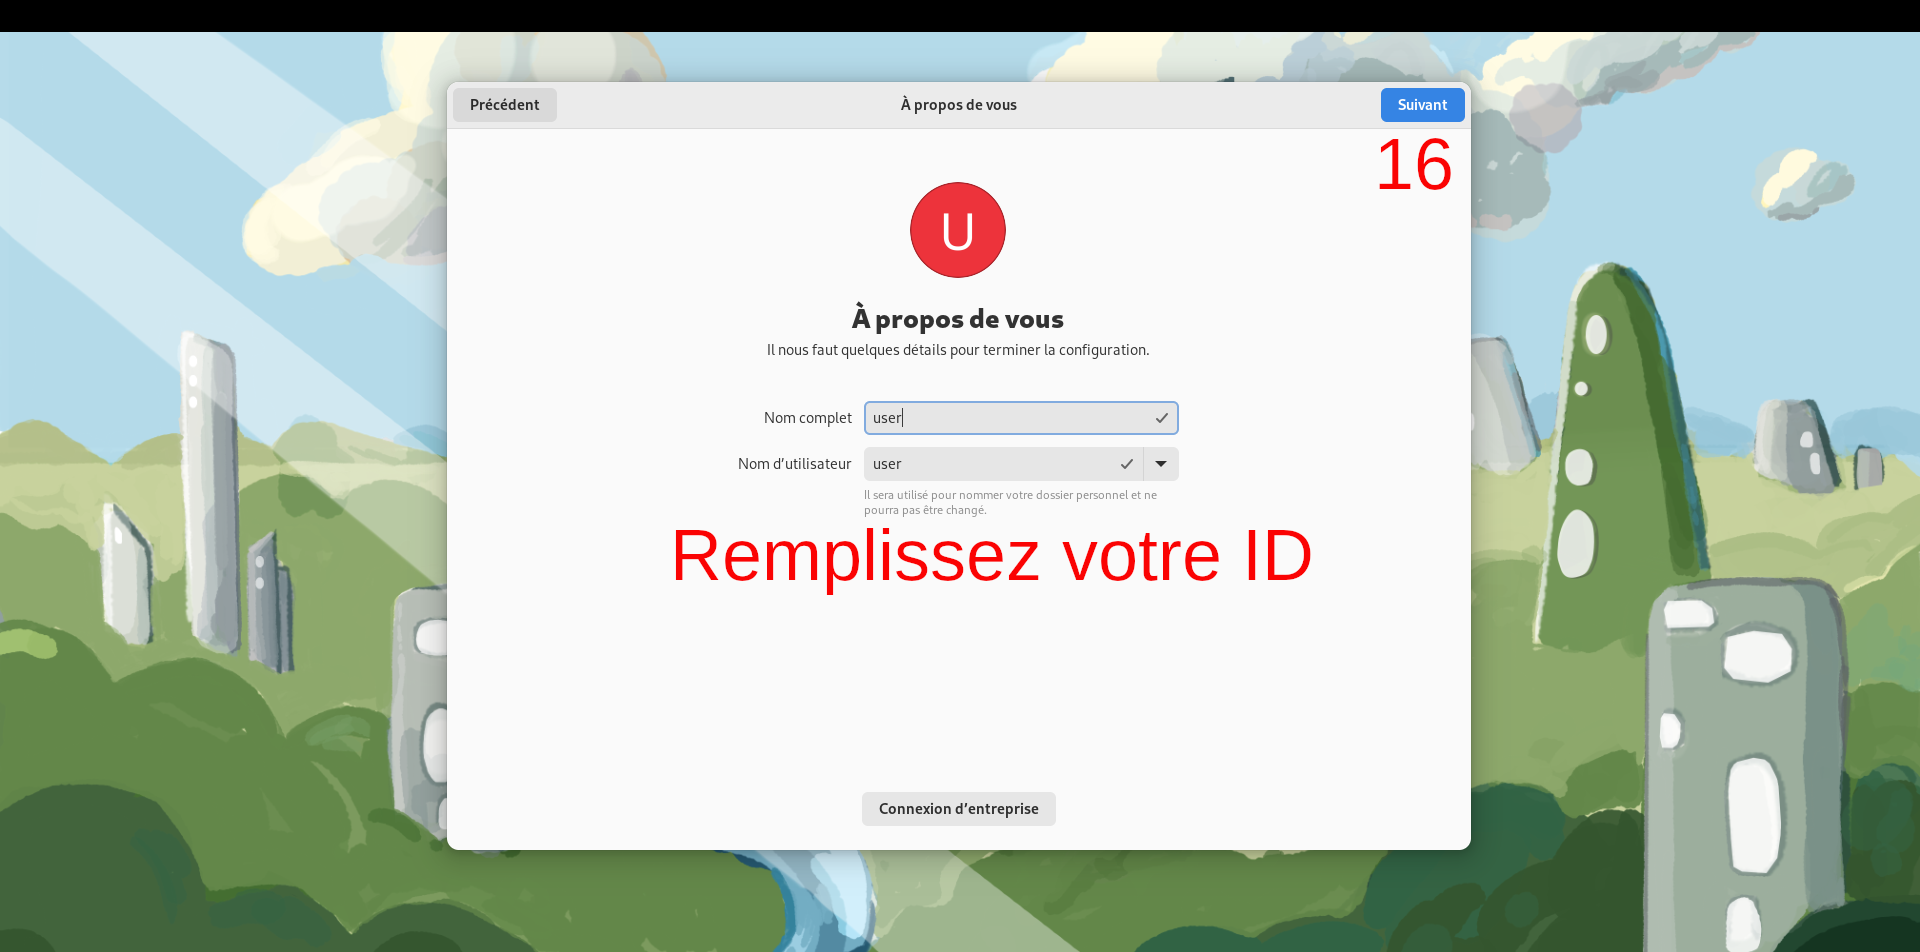 Précédent
À propos de vous
Suivant
16
U
À propos de vous
Il nous faut quelques détails pour terminer la configuration.
Nom complet
user
Nom d’utilisateur
user
Il sera utilisé pour nommer votre dossier personnel et ne
pourra pas être changé.
Remplissez votre ID
Connexion d’entreprise